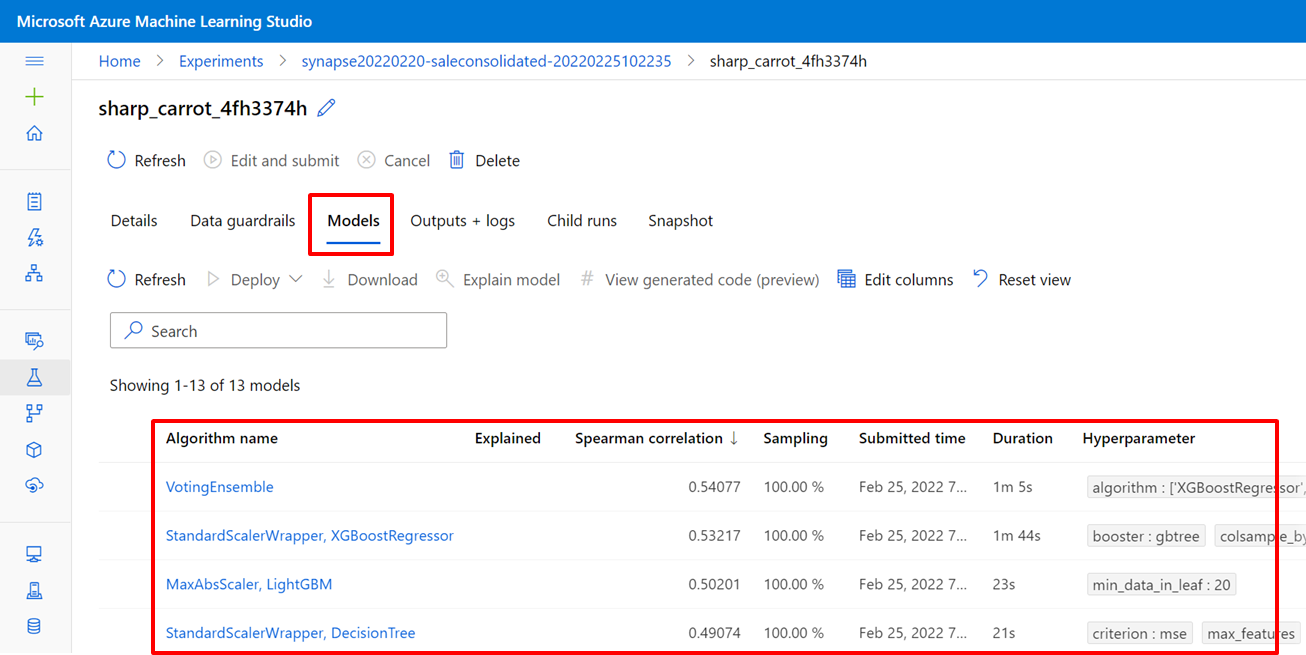 Microsoft Azure Machine Learning Studio
Home > Experiments > synapse20220220-saleconsolidated-20220225102235 > sharp_carrot_4fh3374h
sharp_carrot_4fh3374h
Refresh Edit and submit Cancel Delete
Details Data guardrails Models Outputs + logs Child runs Snapshot
Refresh Deploy Download Explain model # View generated code (preview) Edit columns Reset view
Search
Showing 1-13 of 13 models
Algorithm name Explained Spearman correlation ↓ Sampling Submitted time Duration Hyperparameter
VotingEnsemble 0.54077 100.00 % Feb 25, 2022 7... 1m 5s algorithm : ['XGBoostRegressor',
StandardScalerWrapper, XGBoostRegressor 0.53217 100.00 % Feb 25, 2022 7... 1m 44s booster : gbtree colsample_by
MaxAbsScaler, LightGBM 0.50201 100.00 % Feb 25, 2022 7... 23s min_data_in_leaf : 20
StandardScalerWrapper, DecisionTree 0.49074 100.00 % Feb 25, 2022 7... 21s criterion : mse max_features